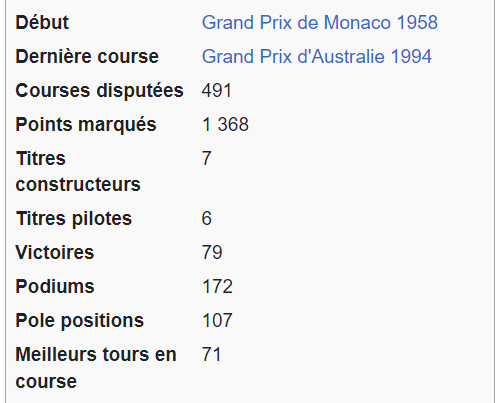 Début Grand Prix de Monaco 1958
Dernière course Grand Prix d'Australie 1994
Courses disputées 491
Points marqués 1 368
Titres 7
constructeurs
Titres pilotes 6
Victoires 79
Podiums 172
Pole positions 107
Meilleurs tours en 71
course